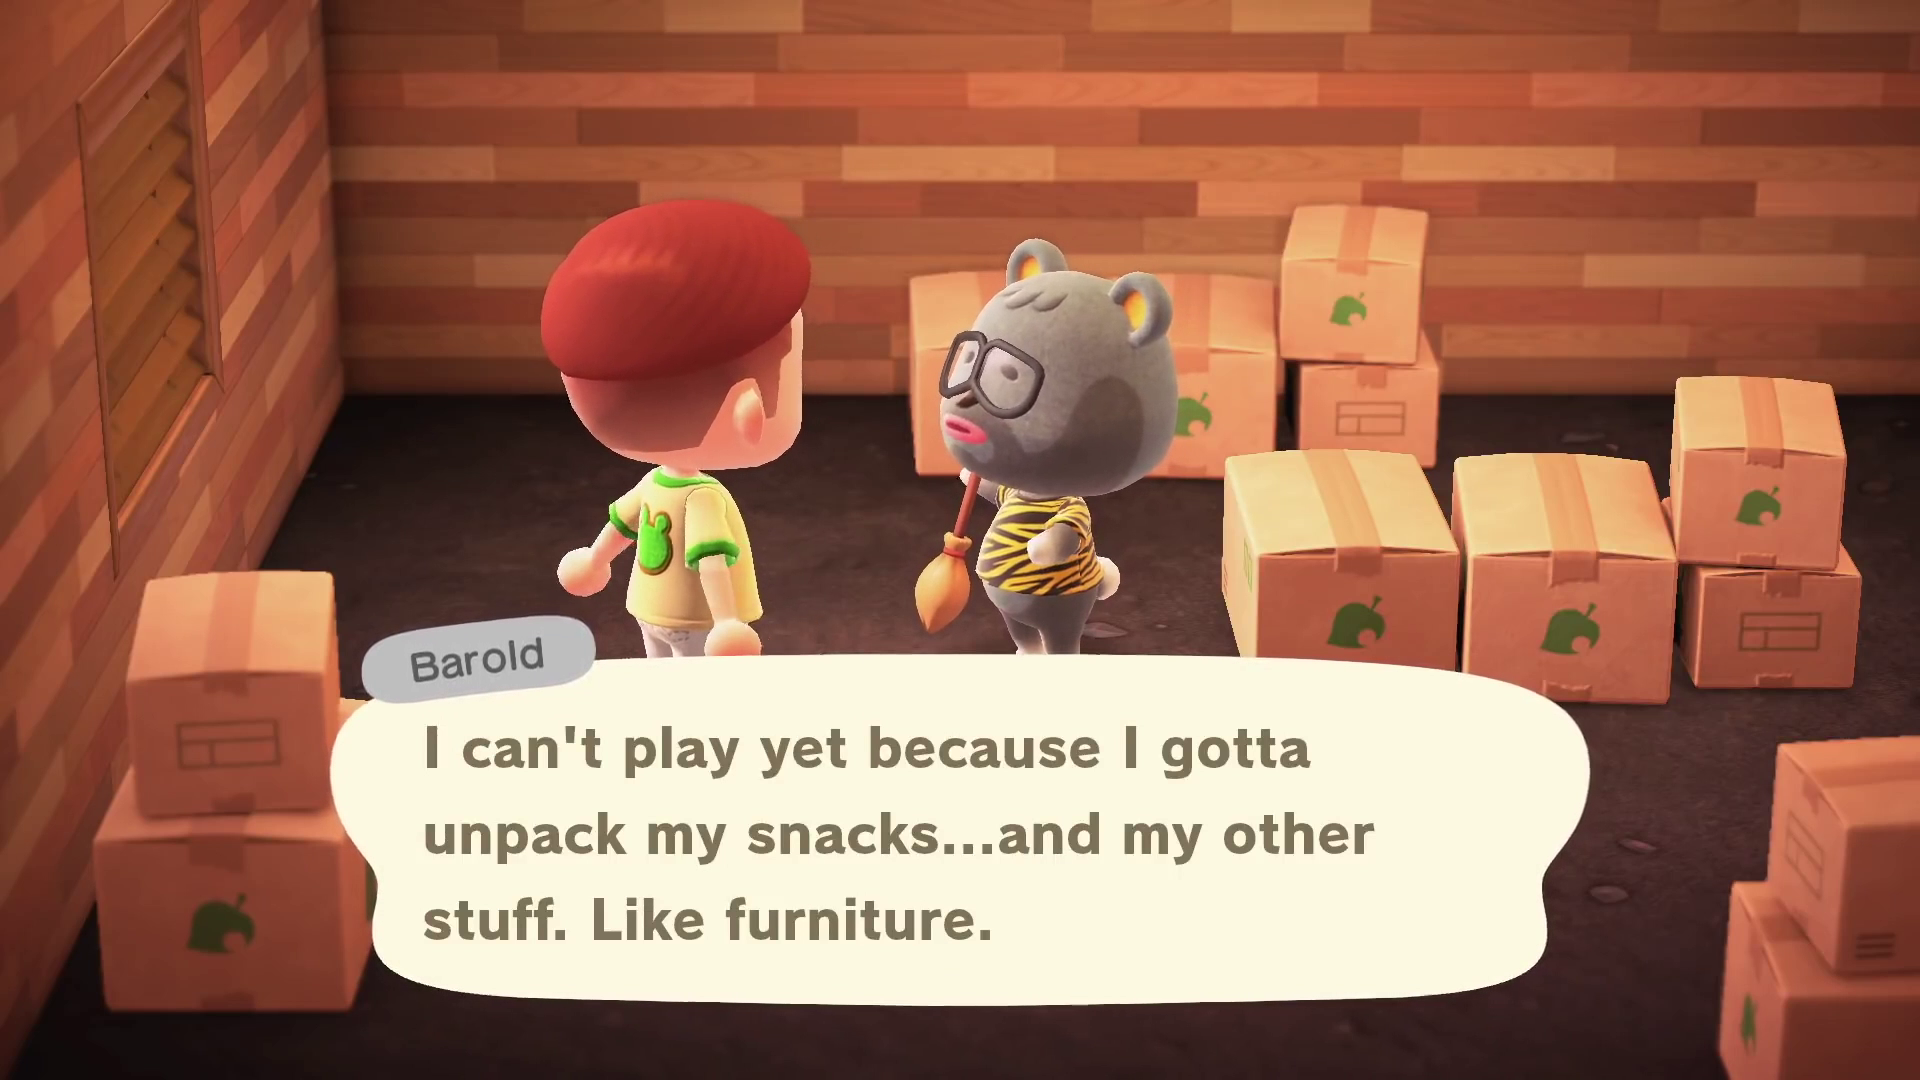 Barold
I can't play yet because I gotta
unpack my snacks...and my other
stuff. Like furniture.